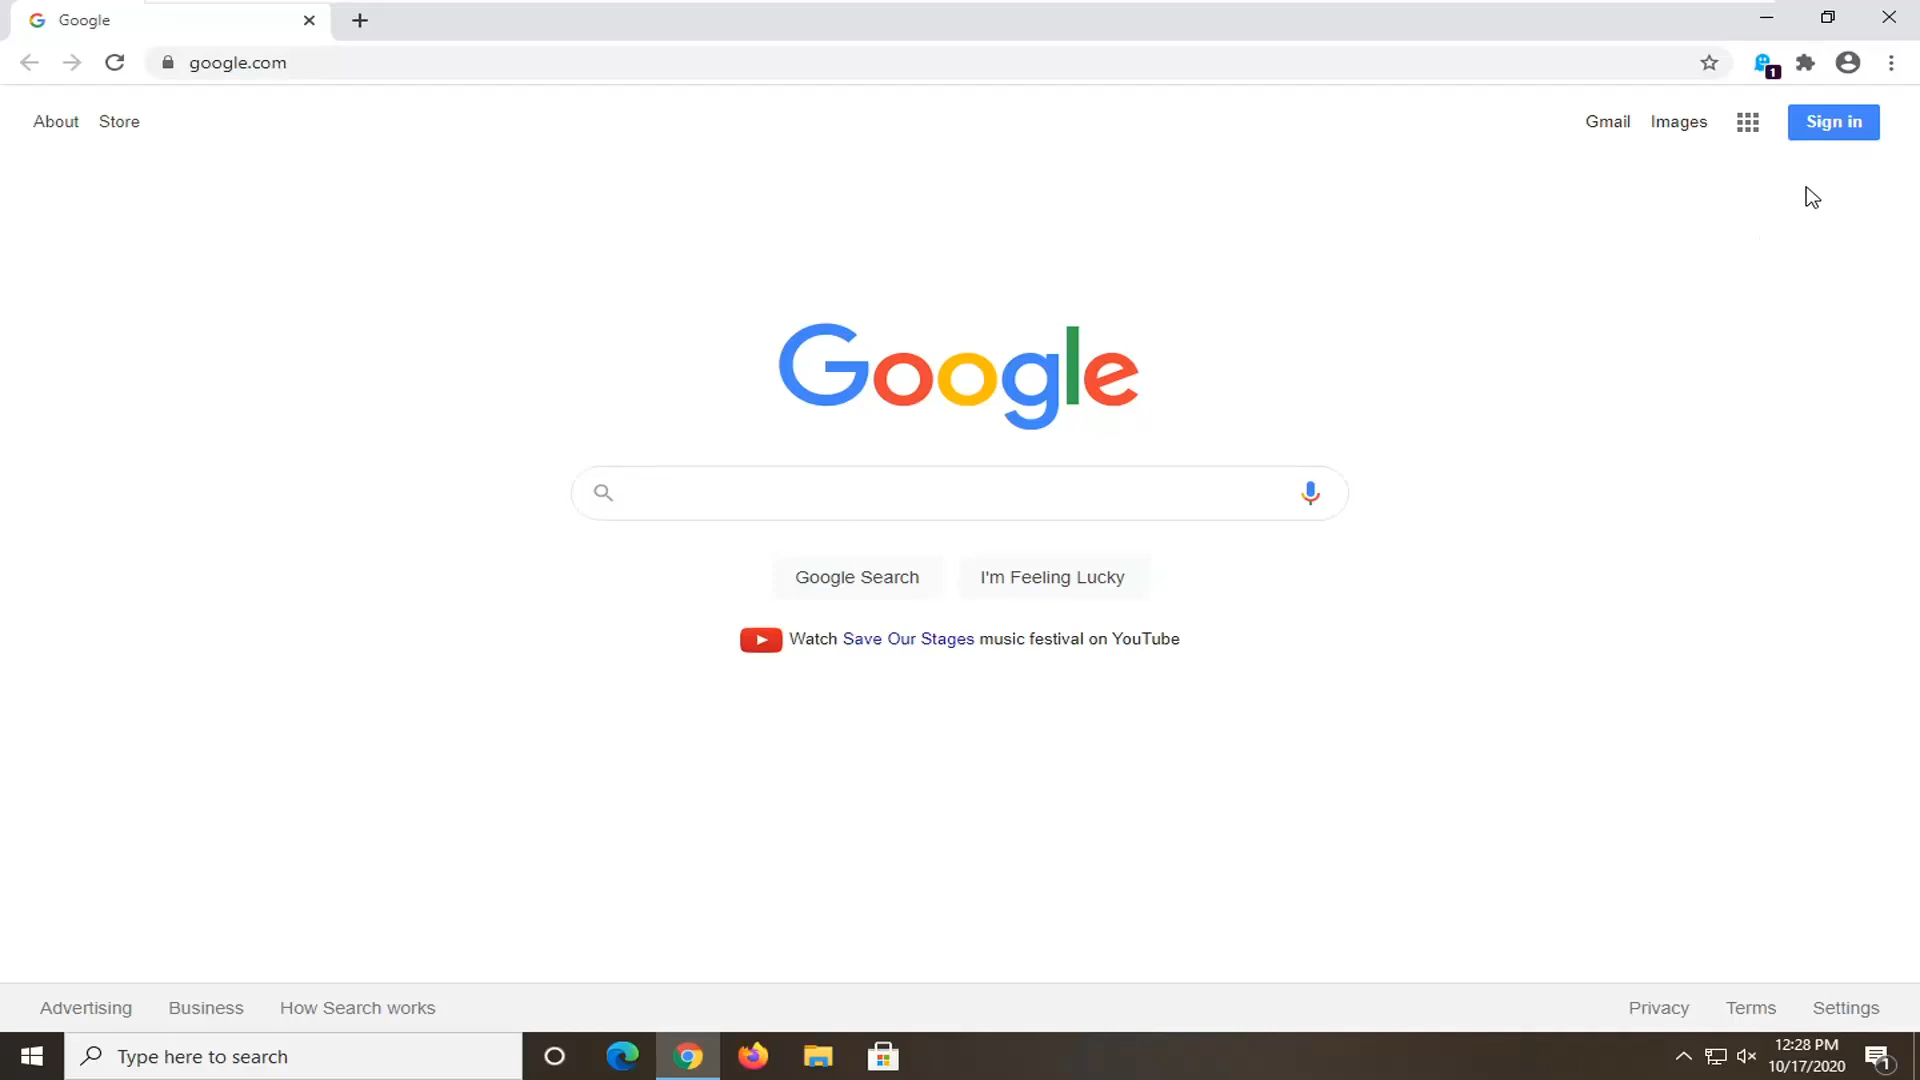 Google
google.com
1
About Store Gmail Images Sign in
Google
Google Search I'm Feeling Lucky
Watch Save Our Stages music festival on YouTube
Advertising Business How Search works Privacy Terms Settings
Type here to search
12:28 PM
10/17/2020
1